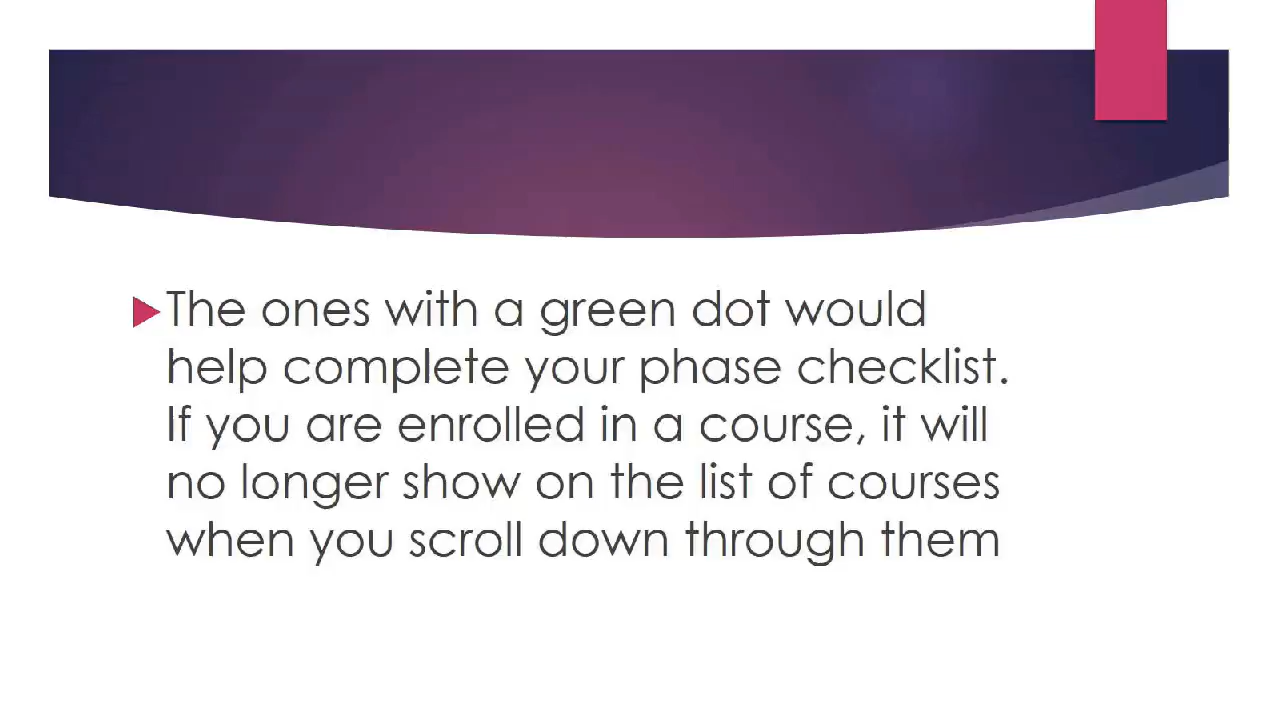 The ones with a green dot would
help complete your phase checklist.
If you are enrolled in a course, it will
no longer show on the list of courses
when you scroll down through them